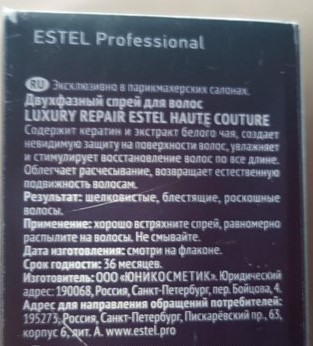 ESTEL Professional
RU Эксклюзивно в парикмахерских салонах.
Двухфазный спрей для волос
LUXURY REPAIR ESTEL HAUTE COUTURE
Содержит кератин и экстракт белого чая, создает
невидимую защиту на поверхности волос, увлажняет
и стимулирует восстановление волос по всей длине.
Облегчает расчесывание, возвращает естественную
подвижность волосам.
Результат: шелковистые, блестящие, роскошные
волосы.
Применение: хорошо встряхните спрей, равномерно
распылите на волосы. Не смывайте.
Дата изготовления: смотри на флаконе.
Срок годности: 36 месяцев.
Изготовитель: ООО «ЮНИКОСМЕТИК». Юридический
адрес: 190068, Россия, Санкт-Петербург, пер. Бойцова, 4.
Адрес для направления обращений потребителей:
195273, Россия, Санкт-Петербург, Пискарёвский пр., 63,
корпус 6, лит. А. www.estel.pro